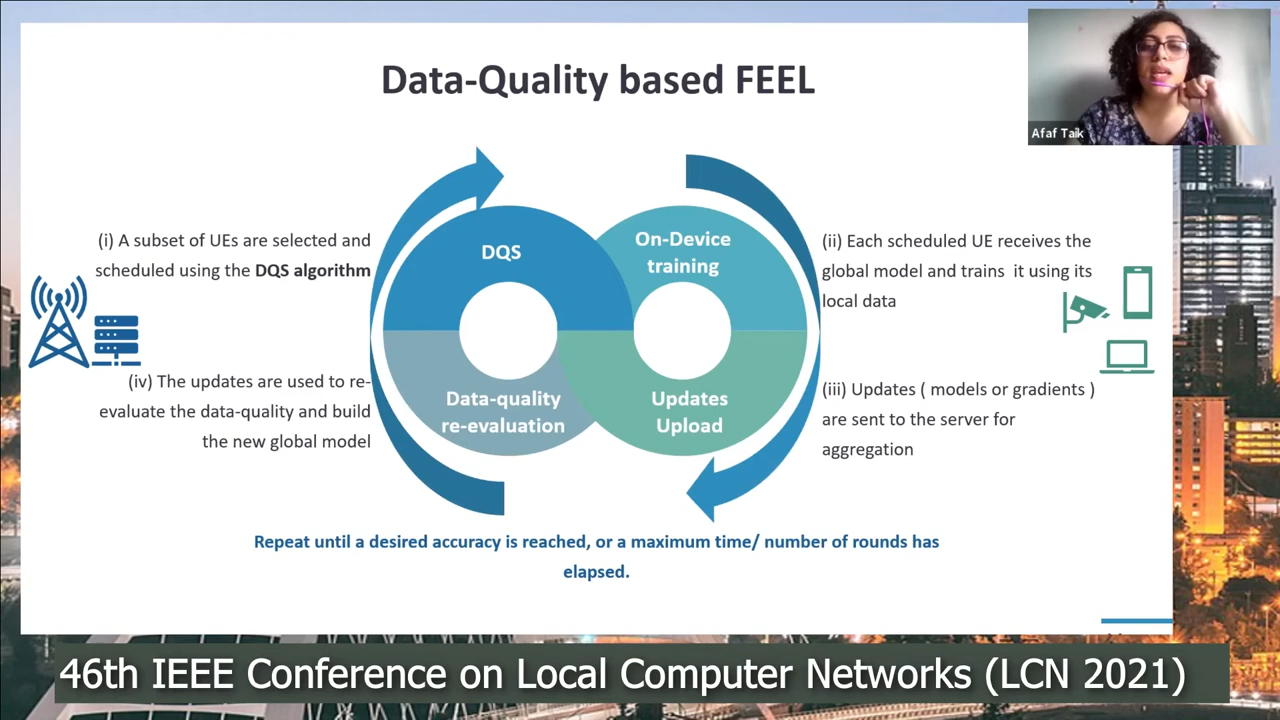 Data-Quality based FEEL
Afaf Taik
(i) A subset of UEs are selected and
scheduled using the DQS algorithm
DQS
On-Device
training
(ii) Each scheduled UE receives the
global model and trains it using its
local data
(iv) The updates are used to re-
evaluate the data-quality and build
the new global model
Data-quality
re-evaluation
Updates
Upload
(iii) Updates ( models or gradients )
are sent to the server for
aggregation
Repeat until a desired accuracy is reached, or a maximum time/ number of rounds has
elapsed.
46th IEEE Conference on Local Computer Networks (LCN 2021)